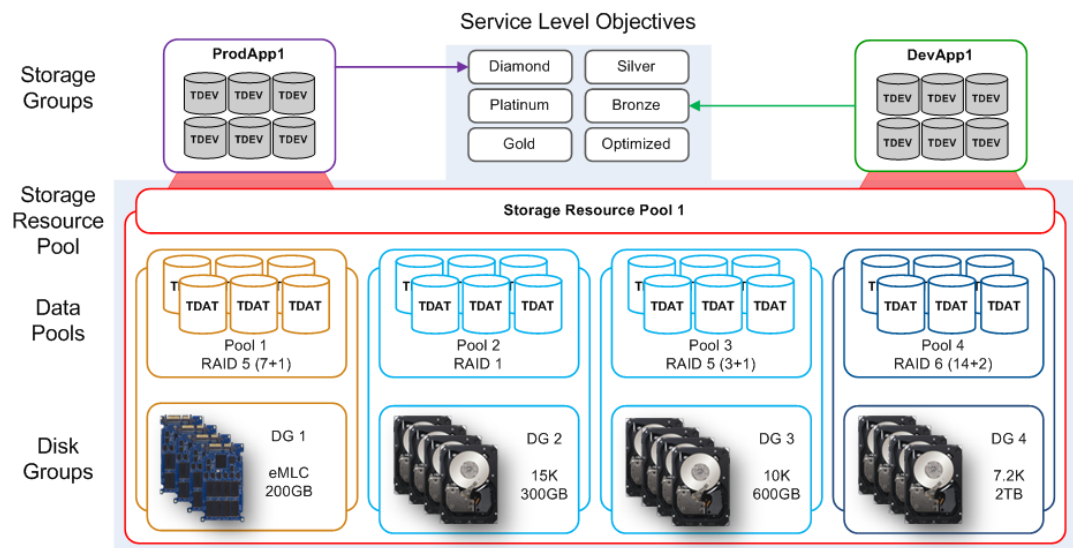 Service Level Objectives
Storage
Groups
ProdApp1
TDEV TDEV TDEV
TDEV TDEV TDEV
Diamond Silver
Platinum Bronze
Gold Optimized
DevApp1
TDEV TDEV TDEV
TDEV TDEV TDEV
Storage
Resource
Pool
Storage Resource Pool 1
Data
Pools
TDAT TDAT TDAT
Pool 1
RAID 5 (7+1)
TDAT TDAT TDAT
Pool 2
RAID 1
TDAT TDAT TDAT
Pool 3
RAID 5 (3+1)
TDAT TDAT TDAT
Pool 4
RAID 6 (14+2)
Disk
Groups
DG 1
eMLC
200GB
DG 2
15K
300GB
DG 3
10K
600GB
DG 4
7.2K
2TB